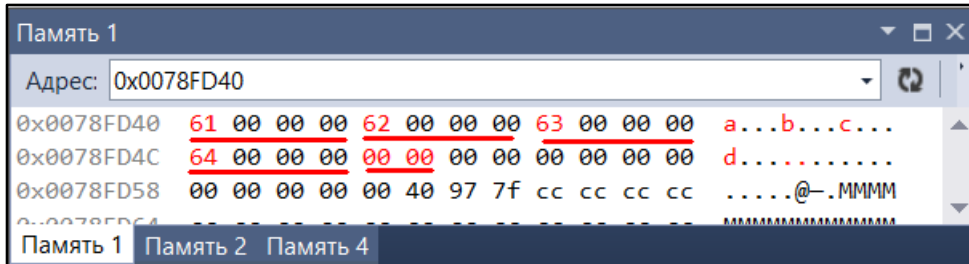 Память 1
Адрес: 0x0078FD40
0x0078FD40 61 00 00 00 62 00 00 00 63 00 00 00 a...b...c...
0x0078FD4C 64 00 00 00 00 00 00 00 00 00 00 00 d...........
0x0078FD58 00 00 00 00 00 40 97 7f cc cc cc cc .....@—.MMMM
Память 1 Память 2 Память 4